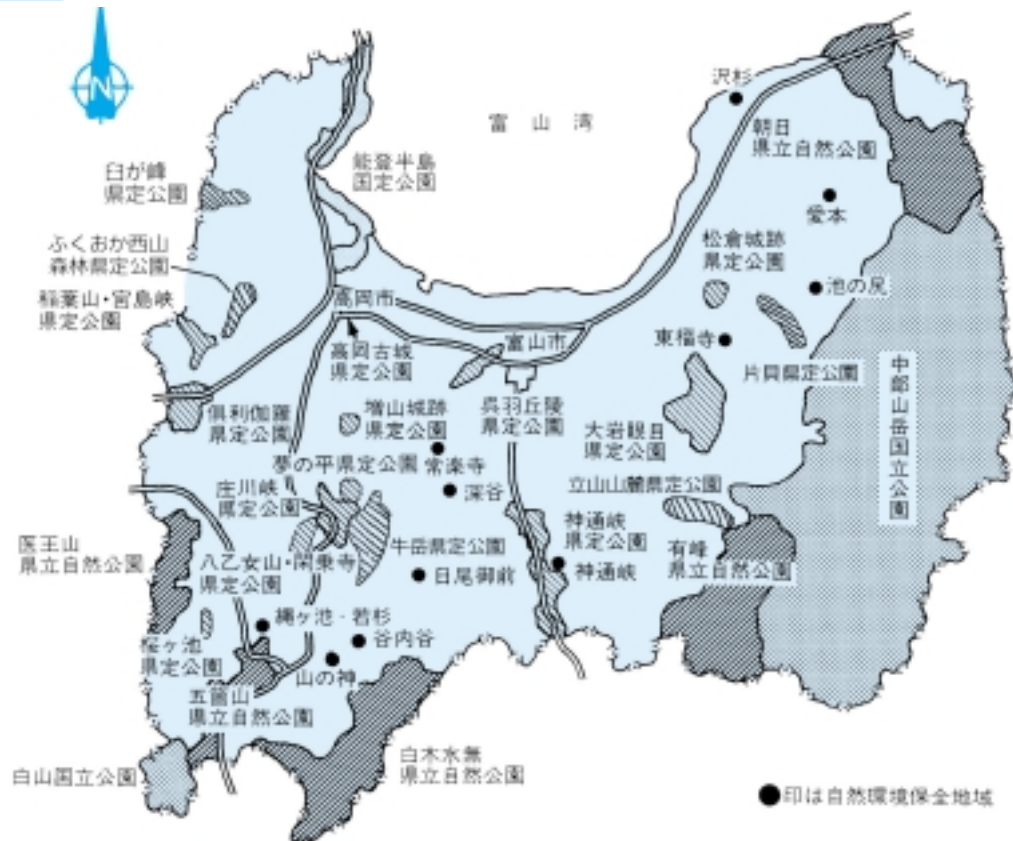 N
富山湾
沢杉
朝日
県立自然公園
能登半島
国定公園
臼が峰
県定公園
愛本
ふくおか西山
森林県定公園
松倉城跡
県定公園
池の尻
稲葉山・宮島峡
県定公園
高岡市
富山市
東福寺
高岡古城
県定公園
片貝県定公園
中部山岳国立公園
倶利伽羅
県定公園
増山城跡
県定公園
呉羽丘陵
県定公園
大岩眼目
県定公園
夢の平県定公園
常楽寺
庄川峡
県定公園
深谷
立山山麓県定公園
神通峡
県定公園
医王山
県立自然公園
八乙女山・閑乗寺
県定公園
牛岳県定公園
有峰
県立自然公園
日尾御前
神通峡
縄ヶ池・若杉
谷内谷
桜ヶ池
県定公園
山の神
五箇山
県立自然公園
白山国立公園
白木水無
県立自然公園
●印は自然環境保全地域